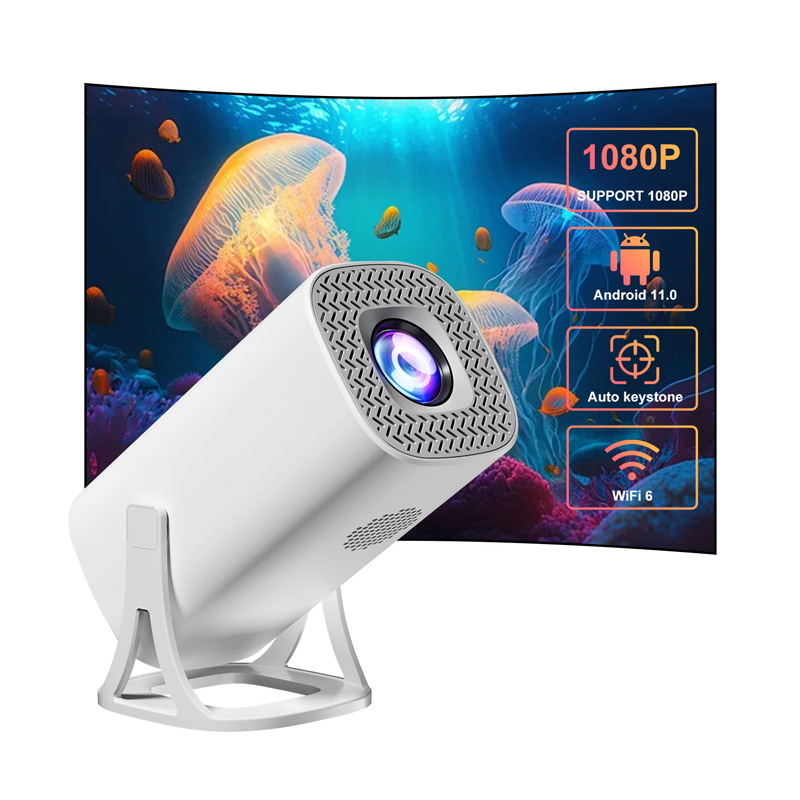 1080P
SUPPORT 1080P
Android 11.0
Auto keystone
WiFi 6